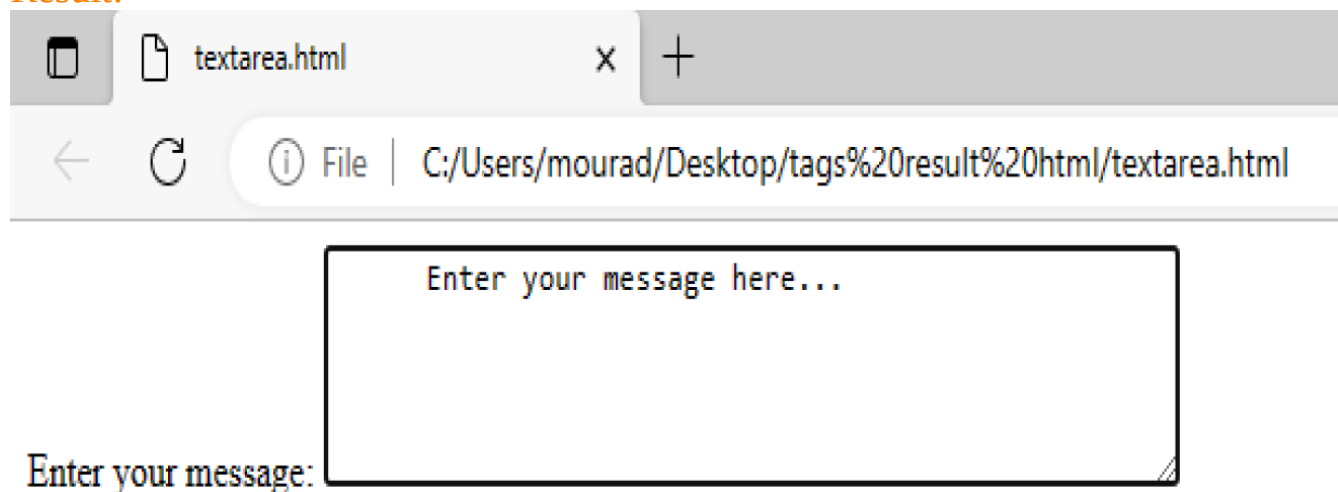 Result:
textarea.html
File | C:/Users/mourad/Desktop/tags%20result%20html/textarea.html
Enter your message here...
Enter your message: